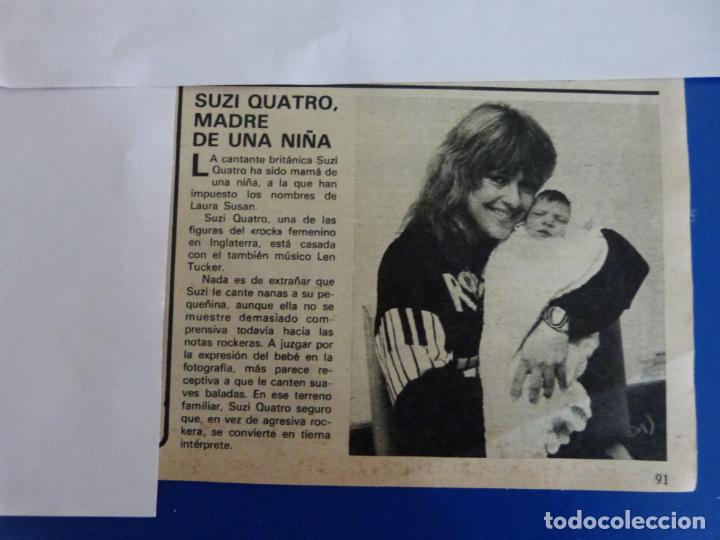 SUZI QUATRO,
MADRE
DE UNA NIÑA
LA cantante británica Suzi
Quatro ha sido mamá de
una niña, a la que han
impuesto los nombres de
Laura Susan.
Suzi Quatro, una de las
figuras del «rock» femenino
en Inglaterra, está casada
con el también músico Len
Tucker.
Nada es de extrañar que
Suzi le cante nanas a su pe-
queñina, aunque ella no se
muestre demasiado com-
prensiva todavía hacia las
notas rockeras. A juzgar por
la expresión del bebé en la
fotografía, más parece re-
ceptiva a que le canten sua-
ves baladas. En ese terreno
familiar, Suzi Quatro seguro
que, en vez de agresiva roc-
kera, se convierte en tierna
intérprete.
91
todocoleccion.net